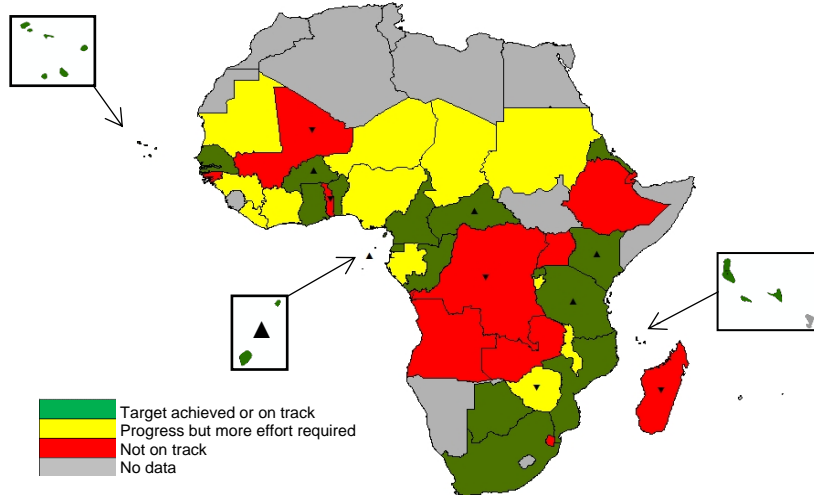 Target achieved or on track
Progress but more effort required
Not on track
No data